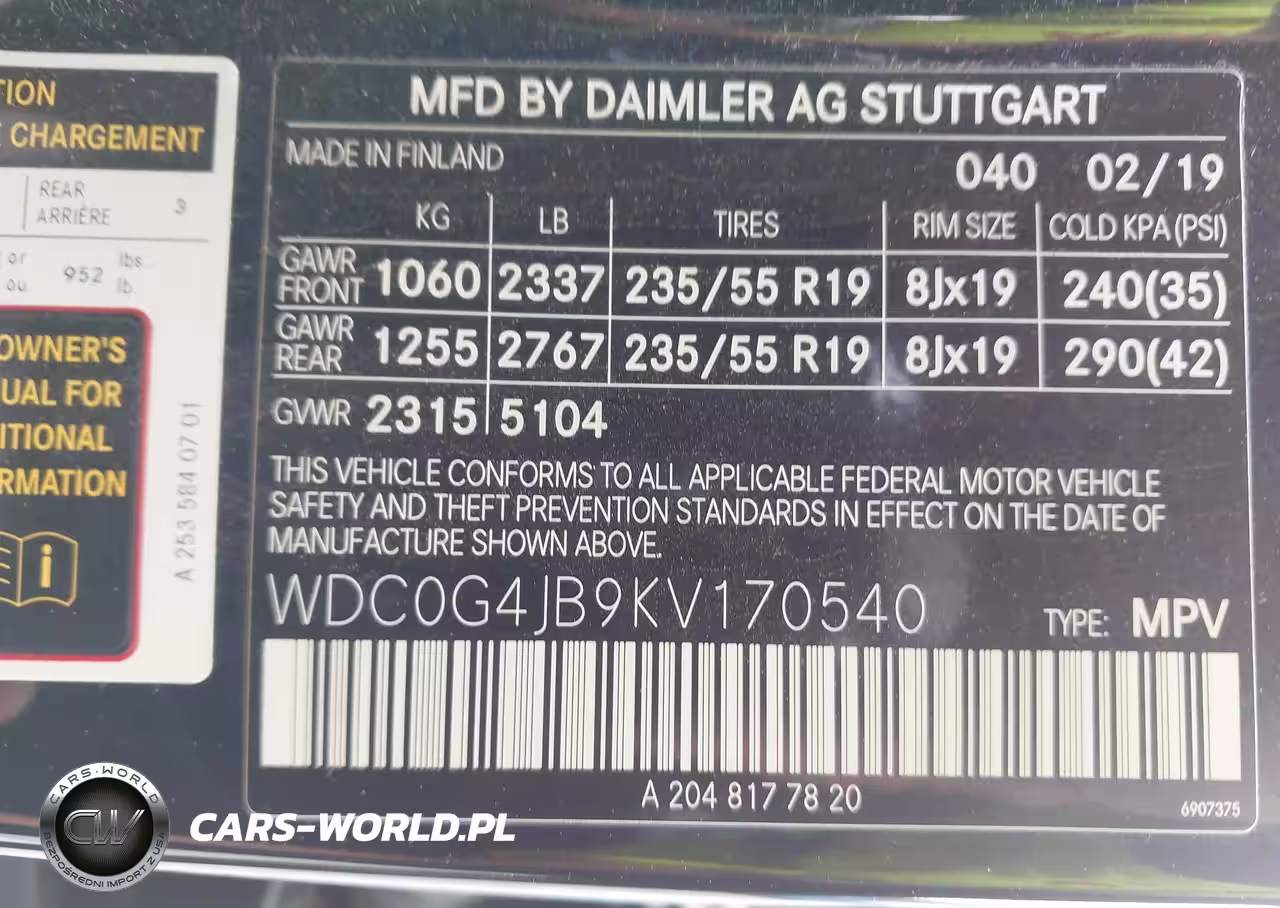 TION
CHARGEMENT
REAR
ARRIÈRE 3
or 952 lbs.
ou lb.
OWNER'S
UAL FOR
ITIONAL
RMATION
i
A 253 584 07 01
MFD BY DAIMLER AG STUTTGART
MADE IN FINLAND
040 02/19
KG LB TIRES RIM SIZE COLD KPA (PSI)
GAWR FRONT 1060 2337 235/55 R19 8Jx19 240(35)
GAWR REAR 1255 2767 235/55 R19 8Jx19 290(42)
GVWR 2315 5104
THIS VEHICLE CONFORMS TO ALL APPLICABLE FEDERAL MOTOR VEHICLE
SAFETY AND THEFT PREVENTION STANDARDS IN EFFECT ON THE DATE OF
MANUFACTURE SHOWN ABOVE.
WDC0G4JB9KV170540 TYPE: MPV
A 204 817 78 20
6907375
CARS-WORLD
CW
BEZPOŚREDNI IMPORT Z USA
CARS-WORLD.PL